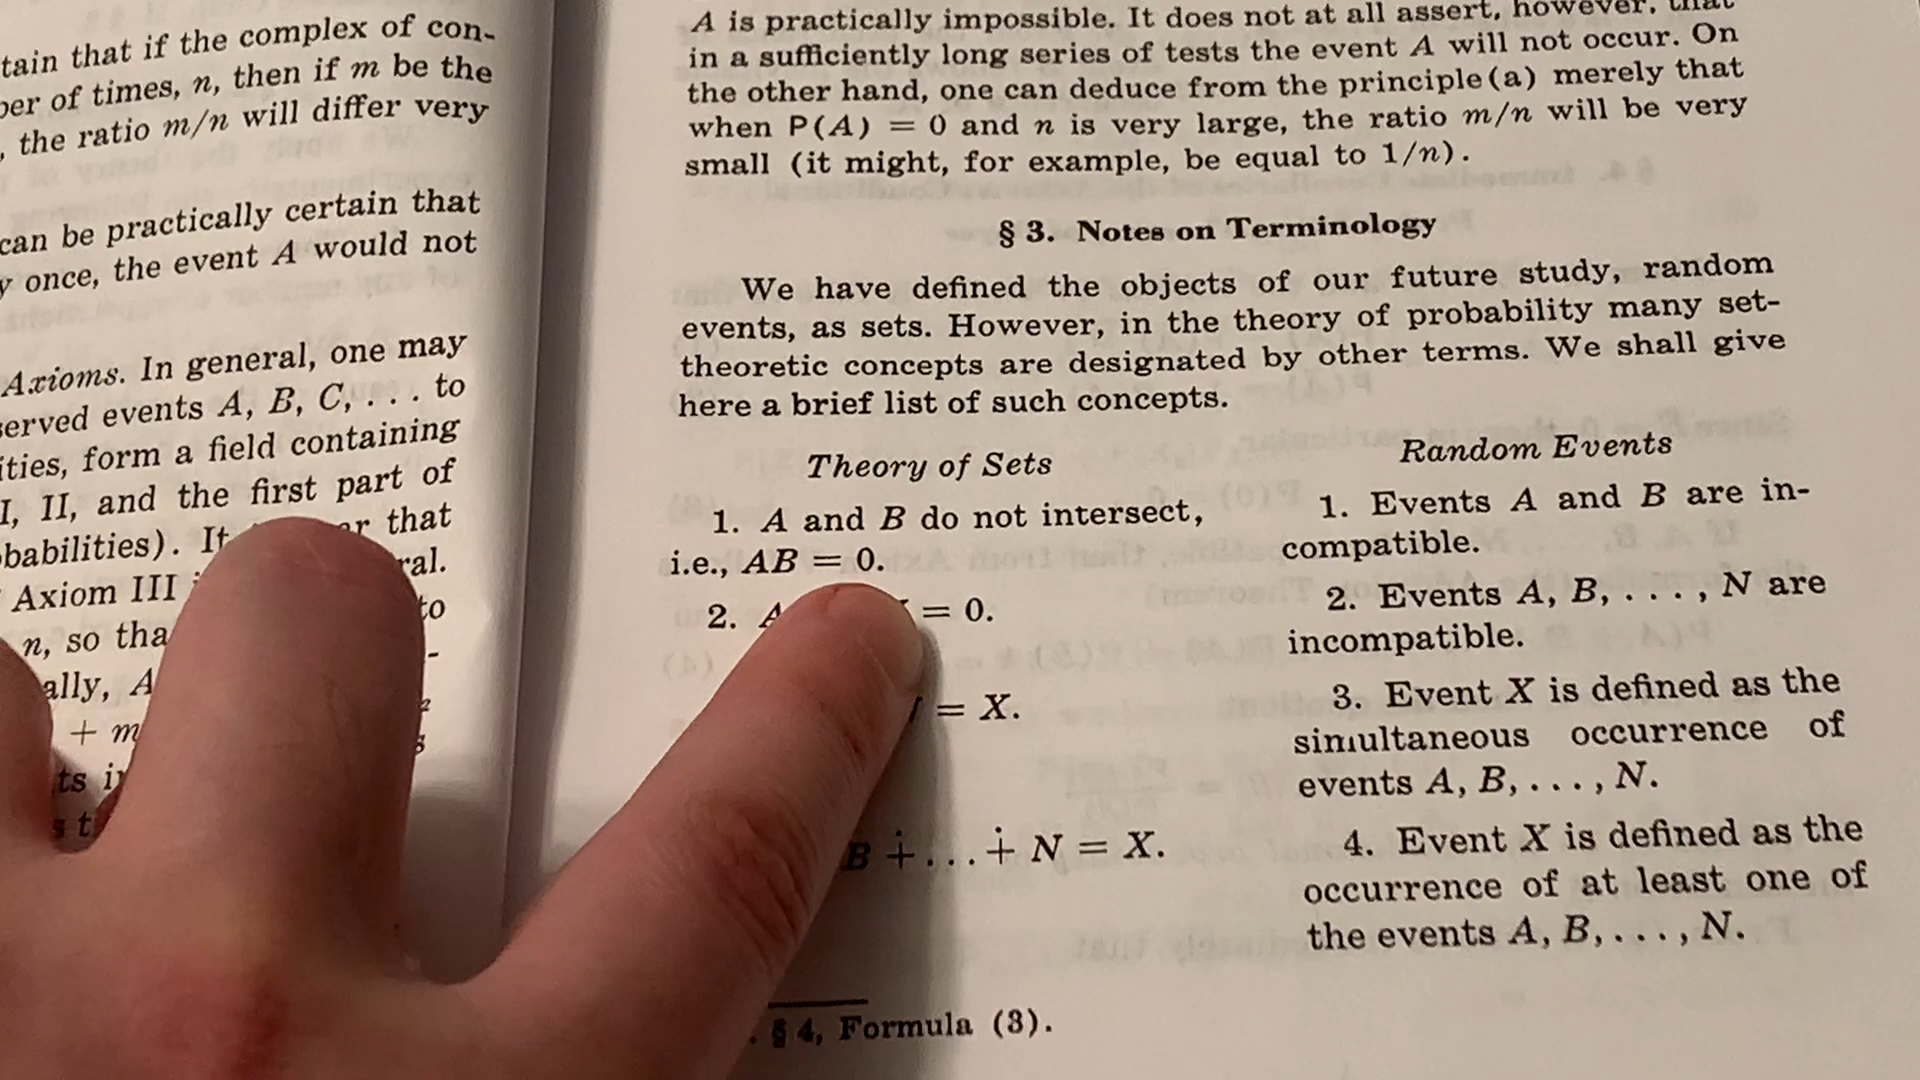 tain that if the complex of con-
of times, n, then if m be the
the ratio m/n will differ very
can be practically certain that
once, the event A would not
Axioms. In general, one may
events A, B, C, . . . to
form a field containing
I, II, and the first part of
It that
Axiom III
n, so
to
A
+ m
A is practically impossible. It does not at all assert, however, that
in a sufficiently long series of tests the event A will not occur. On
the other hand, one can deduce from the principle (a) merely that
when P(A) = 0 and n is very large, the ratio m/n will be very
small (it might, for example, be equal to 1/n).
§ 3. Notes on Terminology
We have defined the objects of our future study, random
events, as sets. However, in the theory of probability many set-
theoretic concepts are designated by other terms. We shall give
here a brief list of such concepts.
Theory of Sets
1. A and B do not intersect,
i.e., AB = 0.
2. A = 0.
= X.
B ∔ . . . ∔ N = X.
Random Events
1. Events A and B are in-
compatible.
2. Events A, B, . . . , N are
incompatible.
3. Event X is defined as the
simultaneous occurrence of
events A, B, . . . , N.
4. Event X is defined as the
occurrence of at least one of
the events A, B, . . . , N.
§ 4, Formula (3).